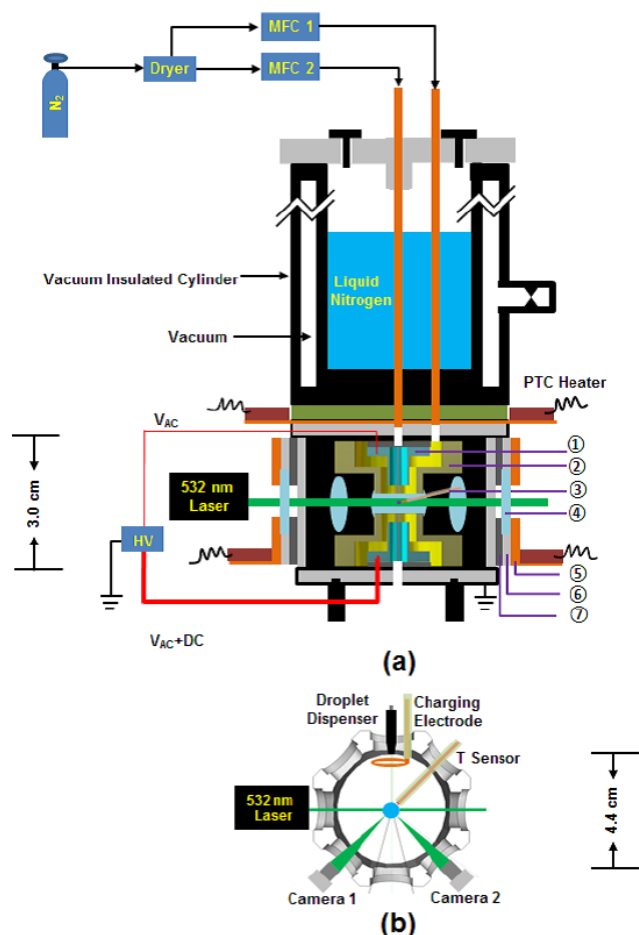 MFC 1
MFC 2
Dryer
N2
Vacuum Insulated Cylinder
Liquid
Nitrogen
Vacuum
PTC Heater
VAC
①
②
③
④
⑤
⑥
⑦
3.0 cm
532 nm
Laser
HV
VAC+DC
(a)
Droplet
Dispenser
Charging
Electrode
T Sensor
532 nm
Laser
4.4 cm
Camera 1
Camera 2
(b)